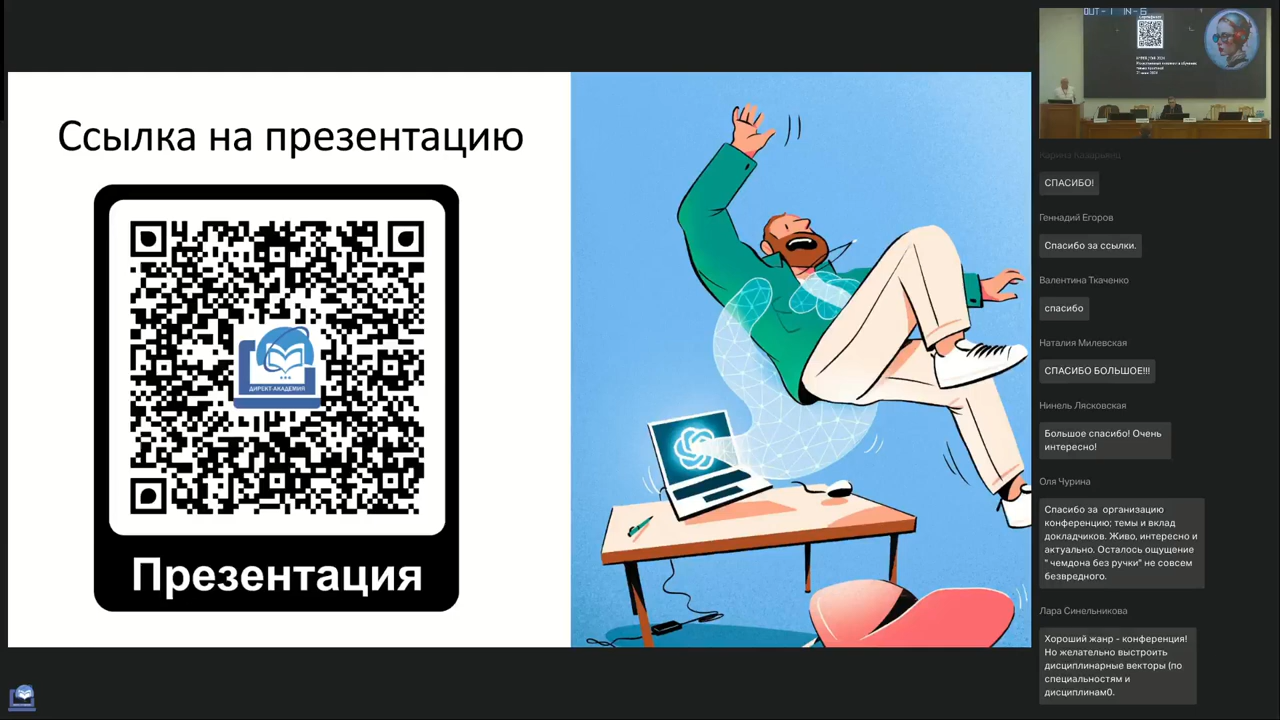 Ссылка на презентацию
ДИРЕКТ-АКАДЕМИЯ
Презентация
OUT-1 IN-6
Карина Казарьянц
СПАСИБО!
Геннадий Егоров
Спасибо за ссылки.
Валентина Ткаченко
спасибо
Наталия Милевская
СПАСИБО БОЛЬШОЕ!!!
Нинель Лясковская
Большое спасибо! Очень
интересно!
Оля Чурина
Спасибо за организацию
конференцию; темы и вклад
докладчиков. Живо, интересно и
актуально. Осталось ощущение
" чемдона без ручки" не совсем
безвредного.
Лара Синельникова
Хороший жанр - конференция!
Но желательно выстроить
дисциплинарные векторы (по
специальностям и
дисциплинам0.